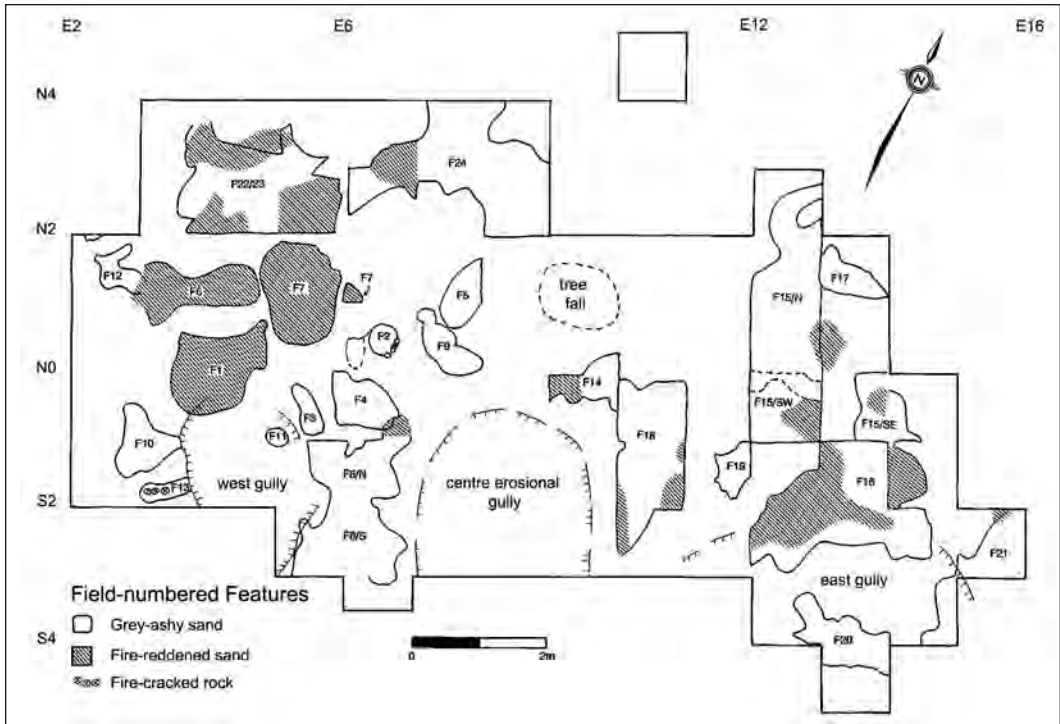 E2
E6
E12
E16
N
N4
F24
F22/23
N2
F12
F6
F7
F7
F5
tree
fall
F15/N
F17
F2
F9
N0
F1
F14
F15/SW
F3
F4
F15/SE
F10
F11
F18
F19
F8/N
west gully
centre erosional
gully
F16
F13
S2
F8/S
F21
east gully
Field-numbered Features
Grey-ashy sand
Fire-reddened sand
Fire-cracked rock
0
2m
S4
F20